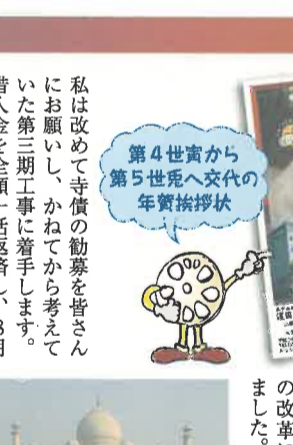 第4世寅から
第5世兎へ交代の
年賀挨拶状
私は改めて寺債の勧募を皆さん
にお願いし、かねてから考えて
いた第三期工事に着手します。
借入金を全額一括返済し、8月
の改革
ました。